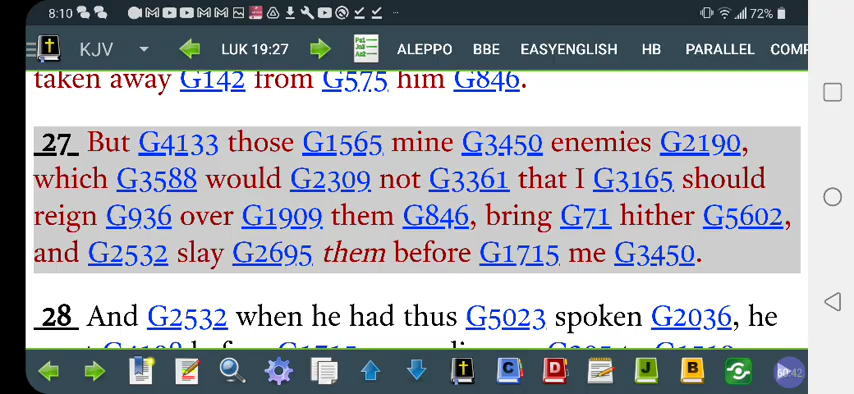 8:10 72%
KJV LUK 19:27 ALEPPO BBE EASYENGLISH HB PARALLEL COMP
taken away G142 from G575 him G846.
27 But G4133 those G1565 mine G3450 enemies G2190,
which G3588 would G2309 not G3361 that I G3165 should
reign G936 over G1909 them G846, bring G71 hither G5602,
and G2532 slay G2695 them before G1715 me G3450.
28 And G2532 when he had thus G5023 spoken G2036, he
C D J B 60:42